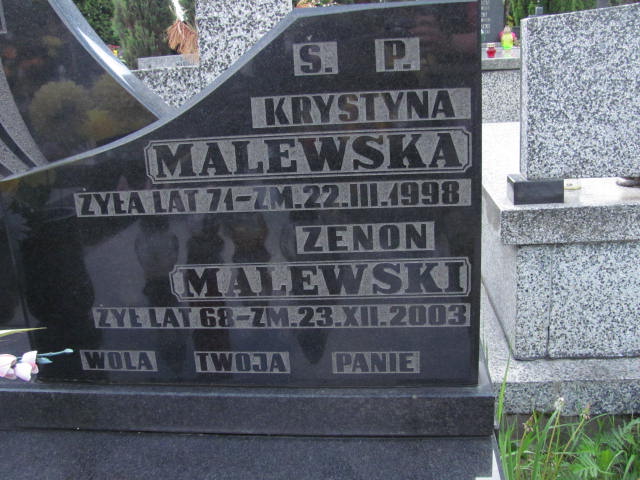 S. P.
KRYSTYNA
MALEWSKA
ŻYŁA LAT 71-ZM.22.III.1998
ZENON
MALEWSKI
ŻYŁ LAT 68-ZM.23.XII.2003
WOLA TWOJA PANIE